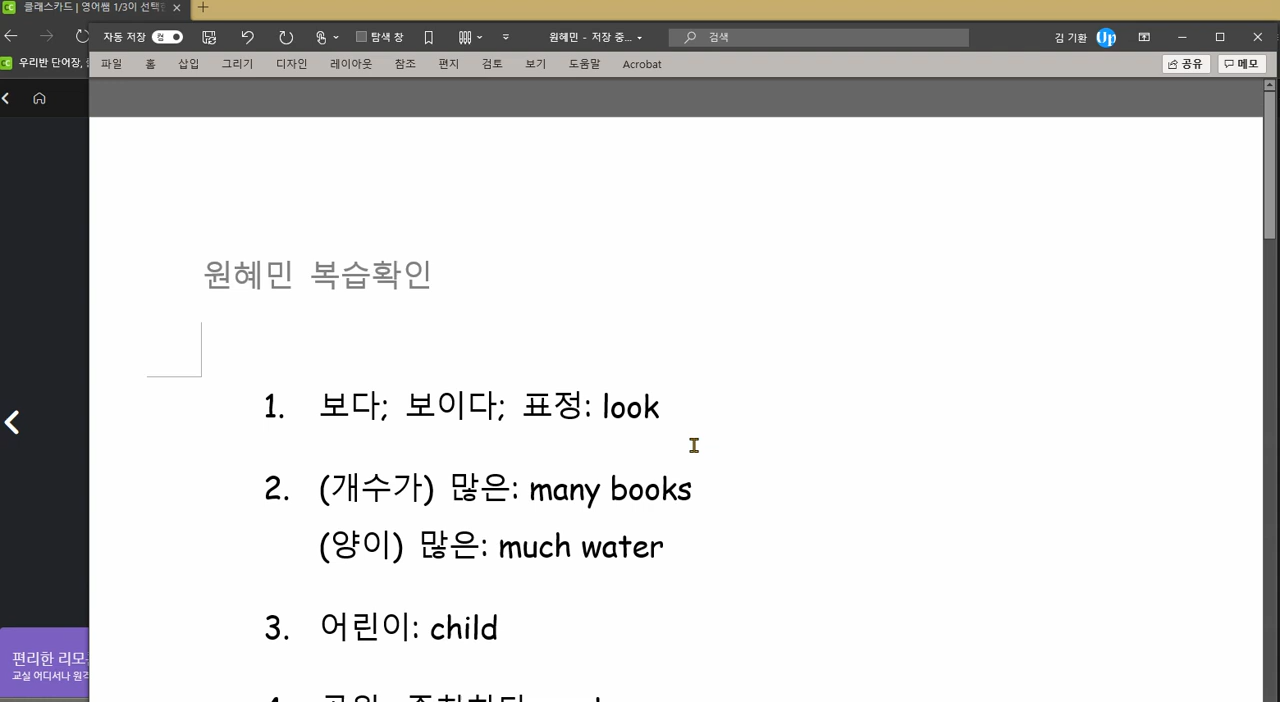 클래스카드 | 영어쌤 1/3이 선택한
자동 저장 탐색 창 원혜민 - 저장 중... 검색 김 기환 Up
우리반 단어장,
파일 홈 삽입 그리기 디자인 레이아웃 참조 편지 검토 보기 도움말 Acrobat 공유 메모
원혜민 복습확인
1. 보다; 보이다; 표정: look
2. (개수가) 많은: many books
(양이) 많은: much water
3. 어린이: child
편리한 리모
교실 어디서나 원격